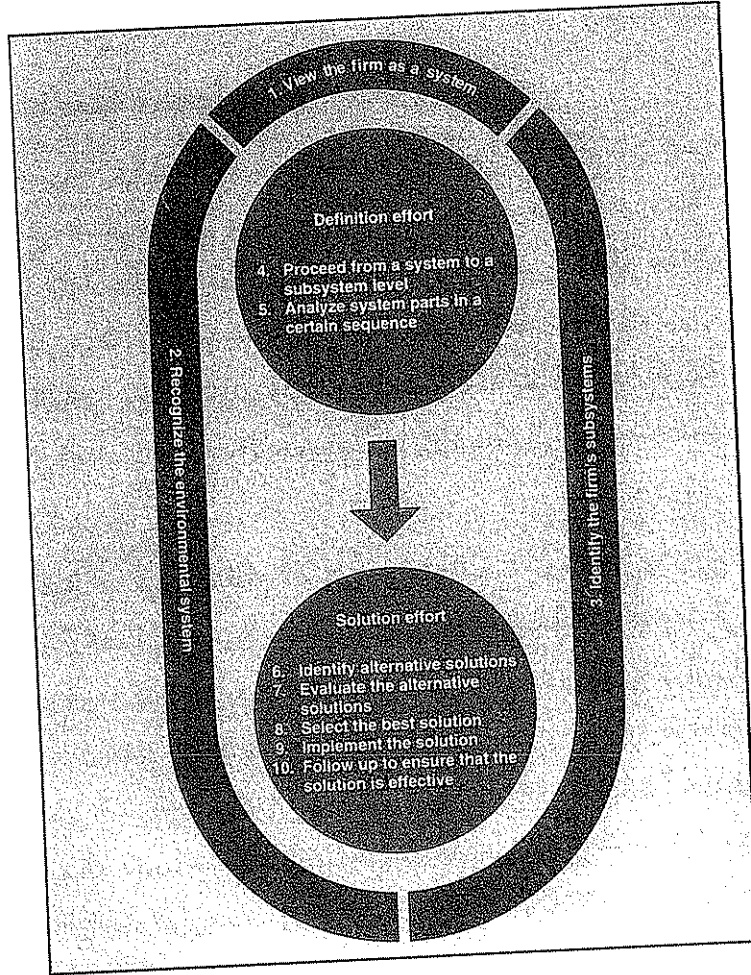 1. View the firm as a system
2. Recognize the environmental system
3. Identify the firm's subsystems
Definition effort
4. Proceed from a system to a
subsystem level
5. Analyze system parts in a
certain sequence
Solution effort
6. Identify alternative solutions
7 Evaluate the alternative
solutions
8 Select the best solution
9. Implement the solution
10. Follow up to ensure that the
solution is effective